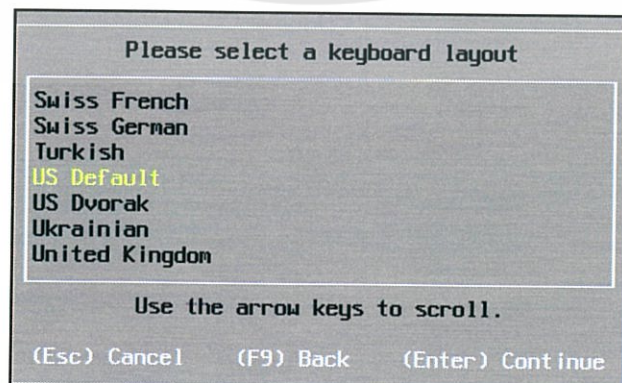 Please select a keyboard layout
Swiss French
Swiss German
Turkish
US Default
US Dvorak
Ukrainian
United Kingdom
Use the arrow keys to scroll.
(Esc) Cancel (F9) Back (Enter) Continue